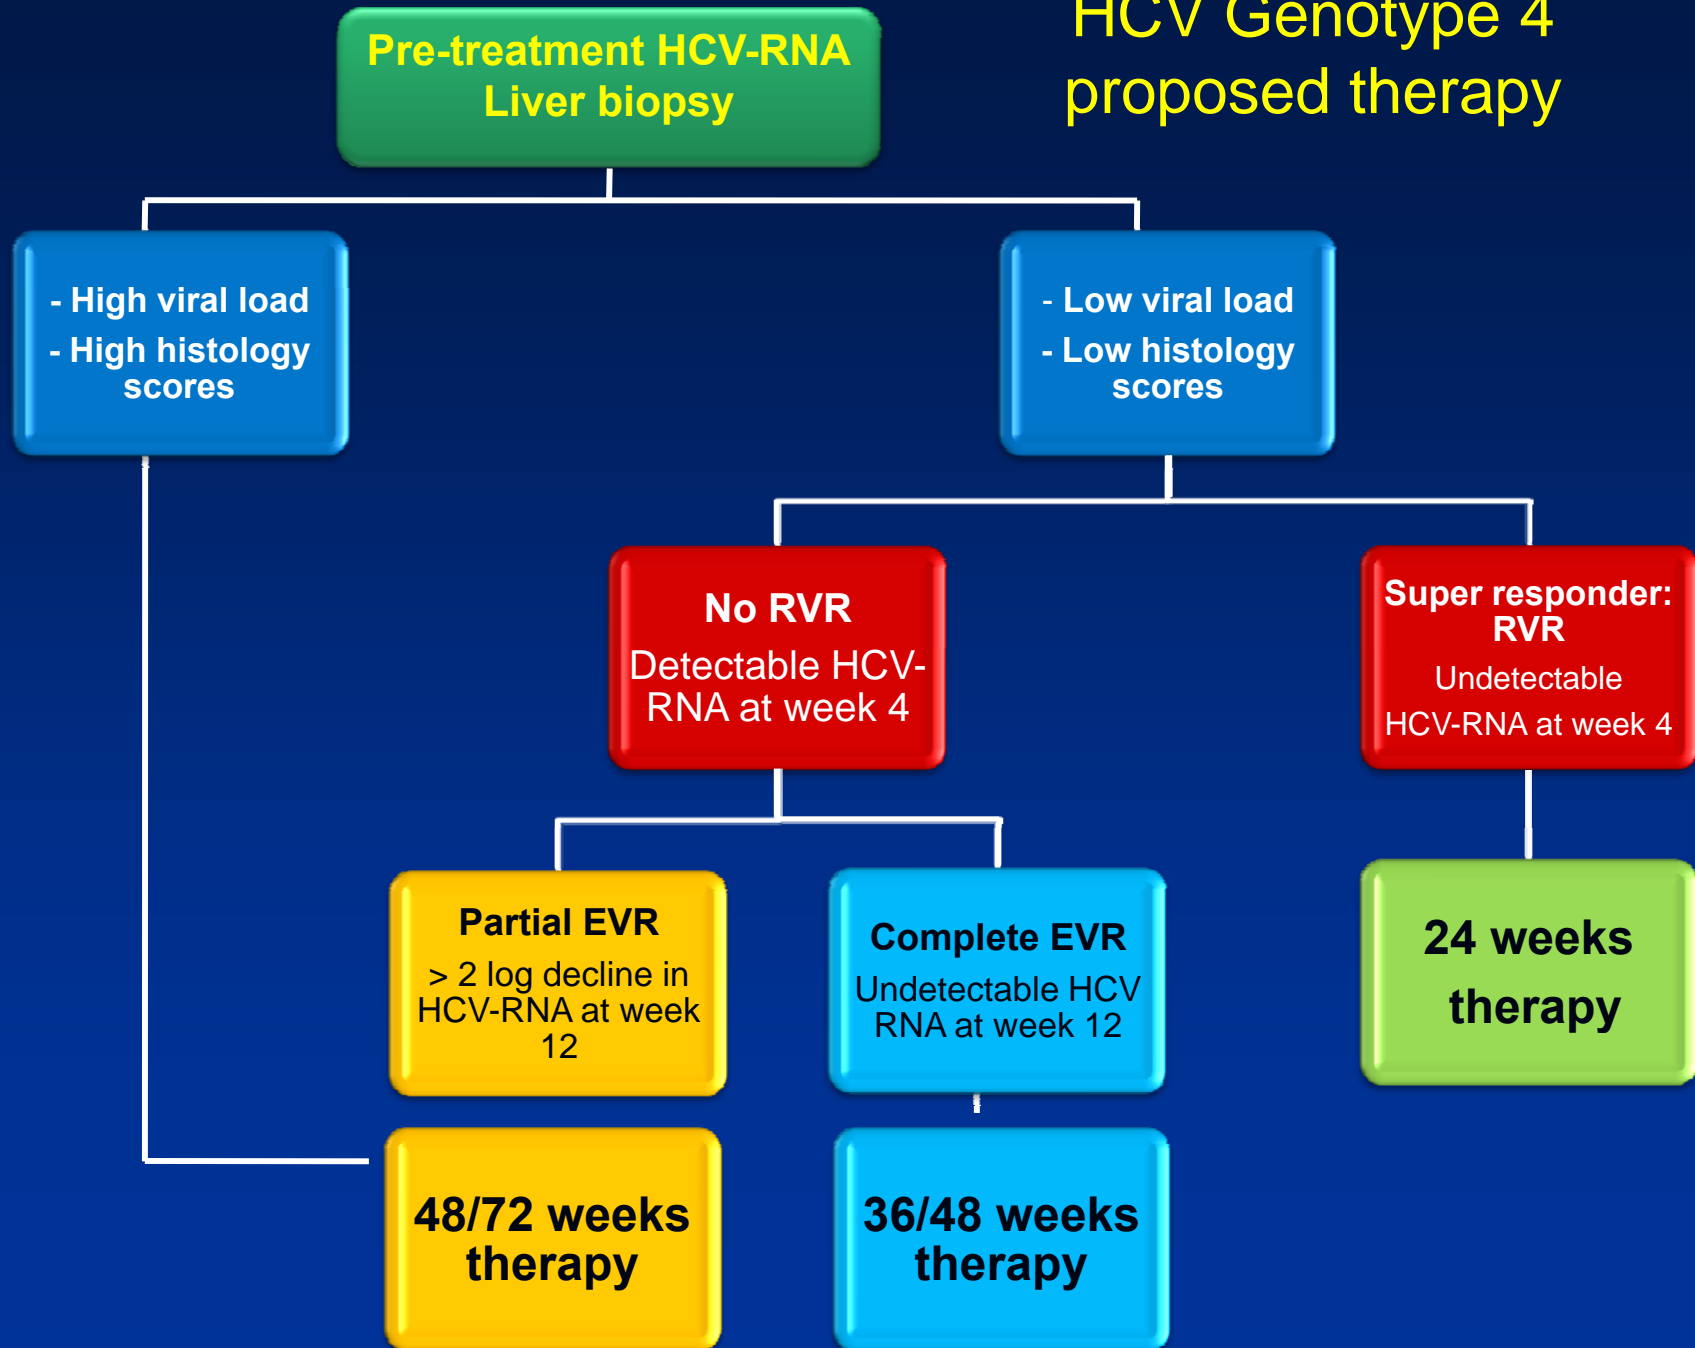 HCV Genotype 4
proposed therapy
Pre-treatment HCV-RNA
Liver biopsy
- High viral load
- High histology
scores
- Low viral load
- Low histology
scores
No RVR
Detectable HCV-
RNA at week 4
Super responder:
RVR
Undetectable
HCV-RNA at week 4
Partial EVR
> 2 log decline in
HCV-RNA at week
12
Complete EVR
Undetectable HCV
RNA at week 12
24 weeks
therapy
48/72 weeks
therapy
36/48 weeks
therapy